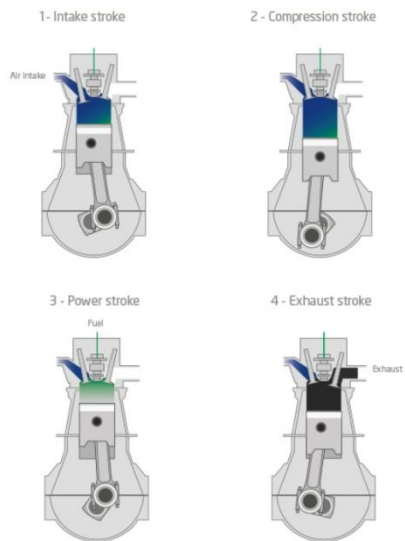 1- Intake stroke
2 - Compression stroke
Air intake
3 - Power stroke
4 - Exhaust stroke
Fuel
Exhaust